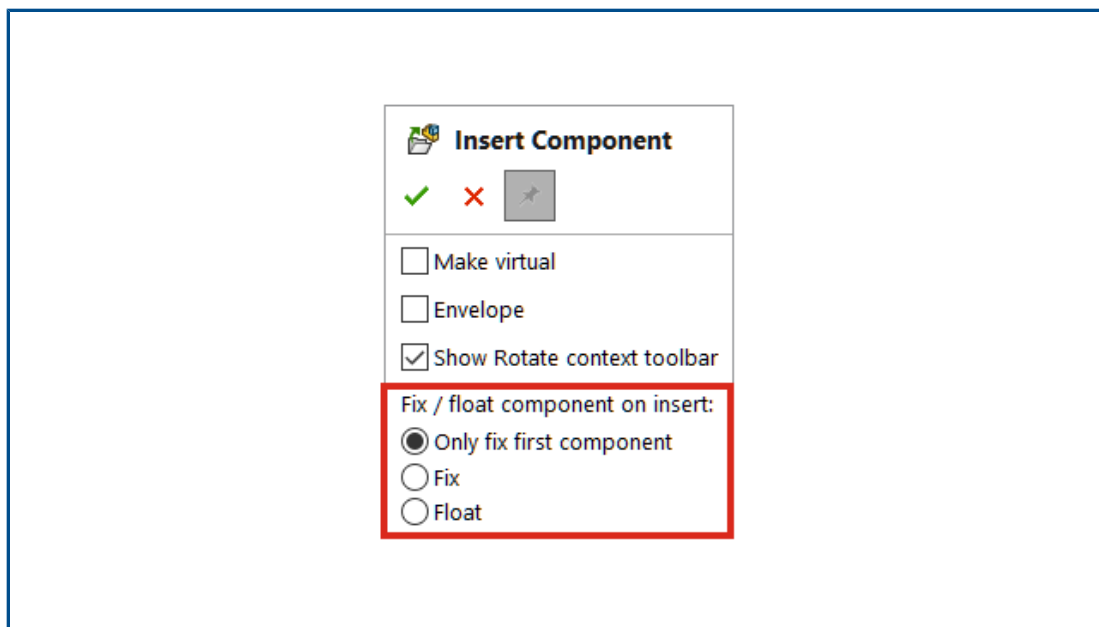 Insert Component
Make virtual
Envelope
Show Rotate context toolbar
Fix / float component on insert:
Only fix first component
Fix
Float